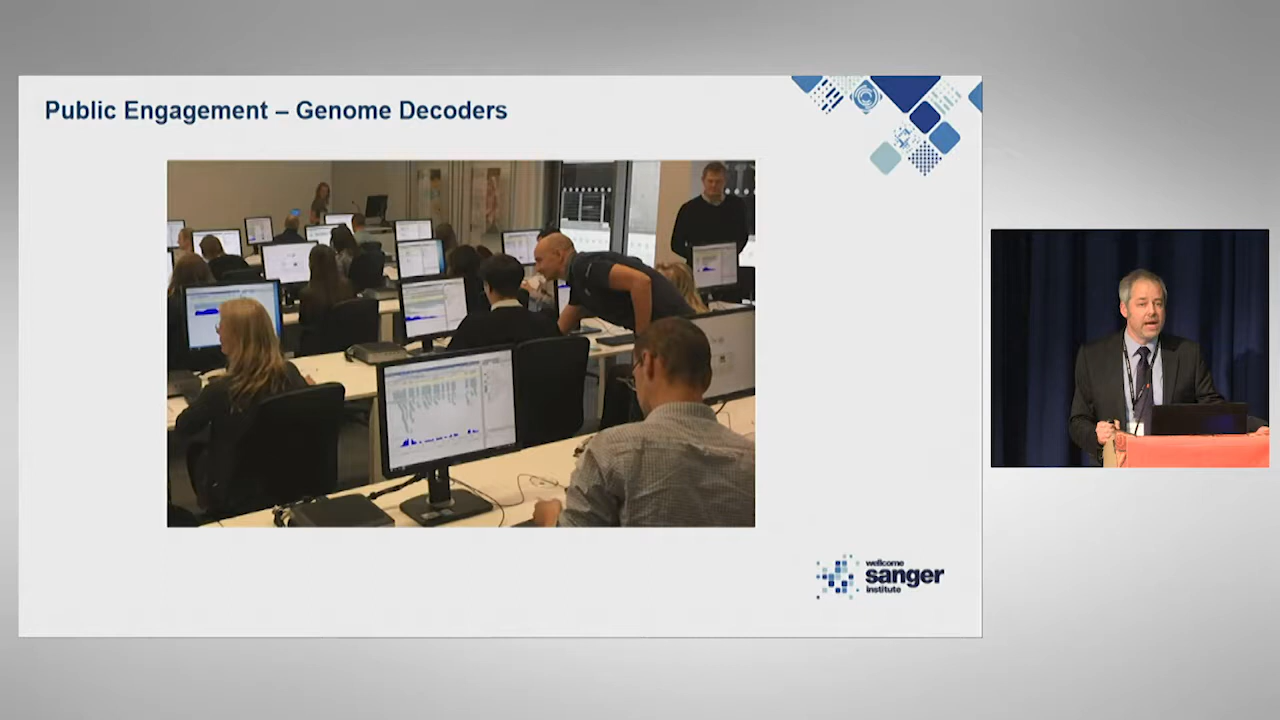 Public Engagement – Genome Decoders
wellcome
sanger
institute